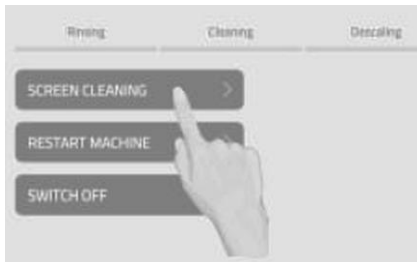 Rinsing Cleaning Descaling
SCREEN CLEANING
RESTART MACHINE
SWITCH OFF